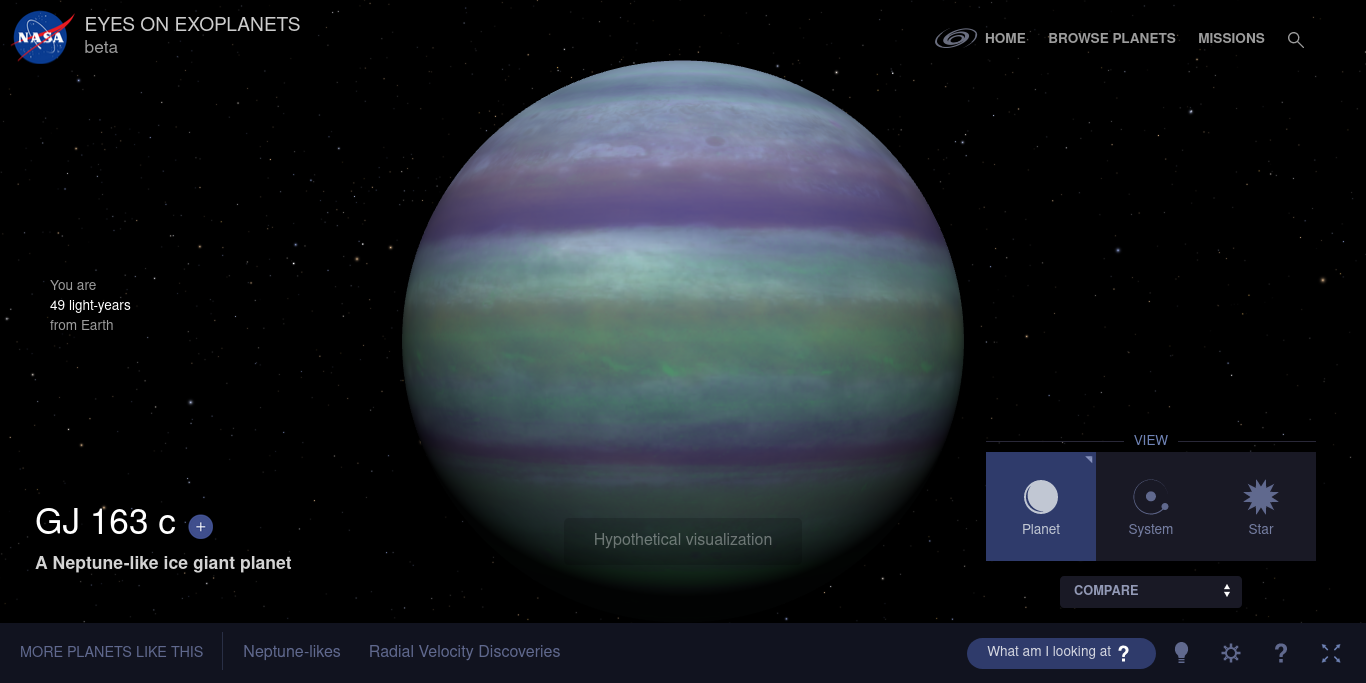 NASA
EYES ON EXOPLANETS
beta
HOME
BROWSE PLANETS
MISSIONS
You are
49 light-years
from Earth
VIEW
Planet
System
Star
GJ 163 c +
A Neptune-like ice giant planet
Hypothetical visualization
COMPARE
MORE PLANETS LIKE THIS
Neptune-likes
Radial Velocity Discoveries
What am I looking at ?
?